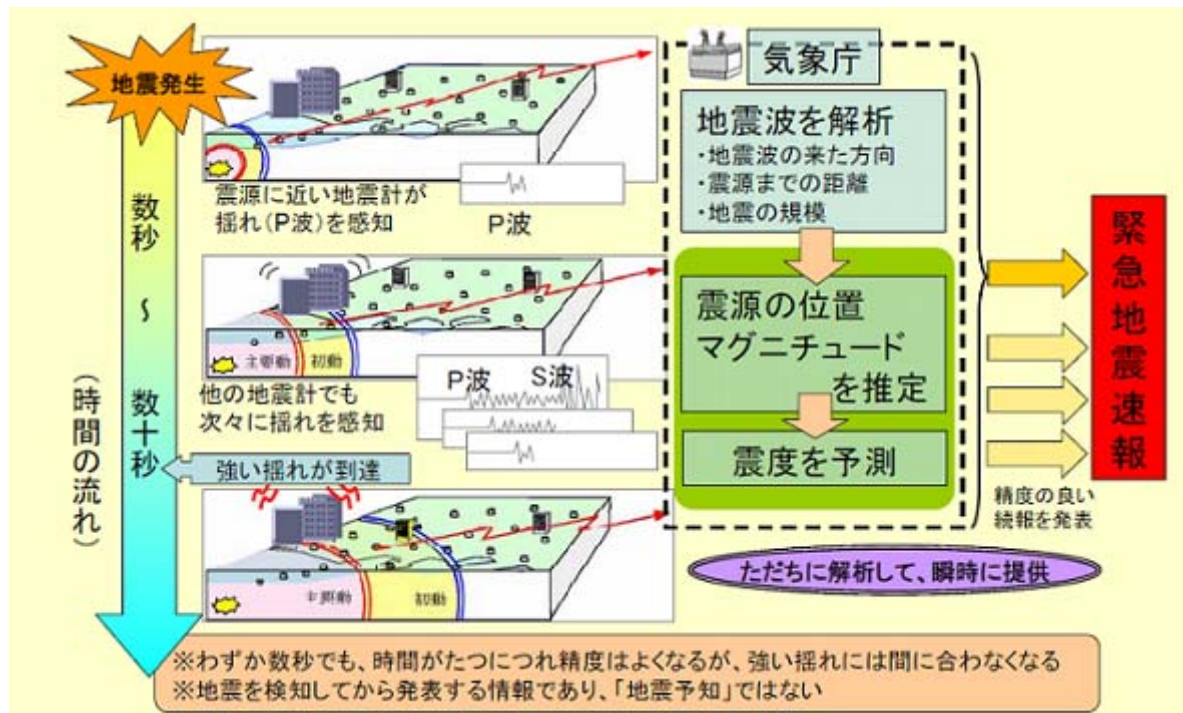 地震発生
数秒
～
数十秒
(時間の流れ)
震源に近い地震計が
揺れ(P波)を感知
P波
主要動
初動
他の地震計でも
次々に揺れを感知
P波
S波
強い揺れが到達
主要動
初動
気象庁
地震波を解析
・地震波の来た方向
・震源までの距離
・地震の規模
震源の位置
マグニチュード
を推定
震度を予測
緊急地震速報
精度の良い
続報を発表
ただちに解析して、瞬時に提供
※わずか数秒でも、時間がたつにつれ精度はよくなるが、強い揺れには間に合わなくなる
※地震を検知してから発表する情報であり、「地震予知」ではない